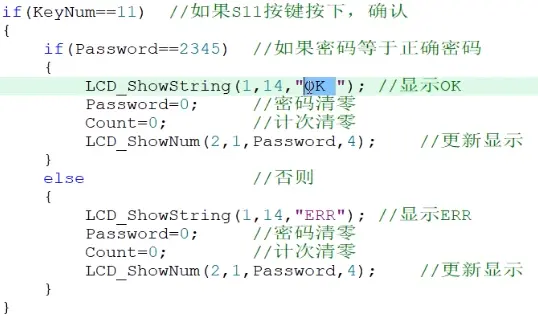 if(KeyNum==11)  //如果S11按键按下，确认
{
    if(Password==2345)  //如果密码等于正确密码
    {
        LCD_ShowString(1,14,"OK "); //显示OK
        Password=0;     //密码清零
        Count=0;        //计次清零
        LCD_ShowNum(2,1,Password,4);    //更新显示
    }
    else                //否则
    {
        LCD_ShowString(1,14,"ERR"); //显示ERR
        Password=0;     //密码清零
        Count=0;        //计次清零
        LCD_ShowNum(2,1,Password,4);    //更新显示
    }
}